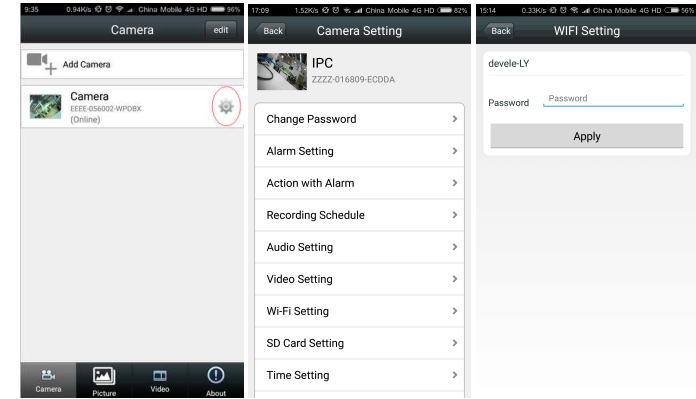 9:35 0.94K/s China Mobile 4G HD 96%
Camera edit
Add Camera
Camera
EEEE-056002-WPDBX
(Online)
Camera Picture Video About
17:09 1.52K/s China Mobile 4G HD 82%
Back Camera Setting
IPC
ZZZZ-016809-ECDDA
Change Password
Alarm Setting
Action with Alarm
Recording Schedule
Audio Setting
Video Setting
Wi-Fi Setting
SD Card Setting
Time Setting
15:14 0.33K/s China Mobile 4G HD 56%
Back WIFI Setting
devele-LY
Password Password
Apply